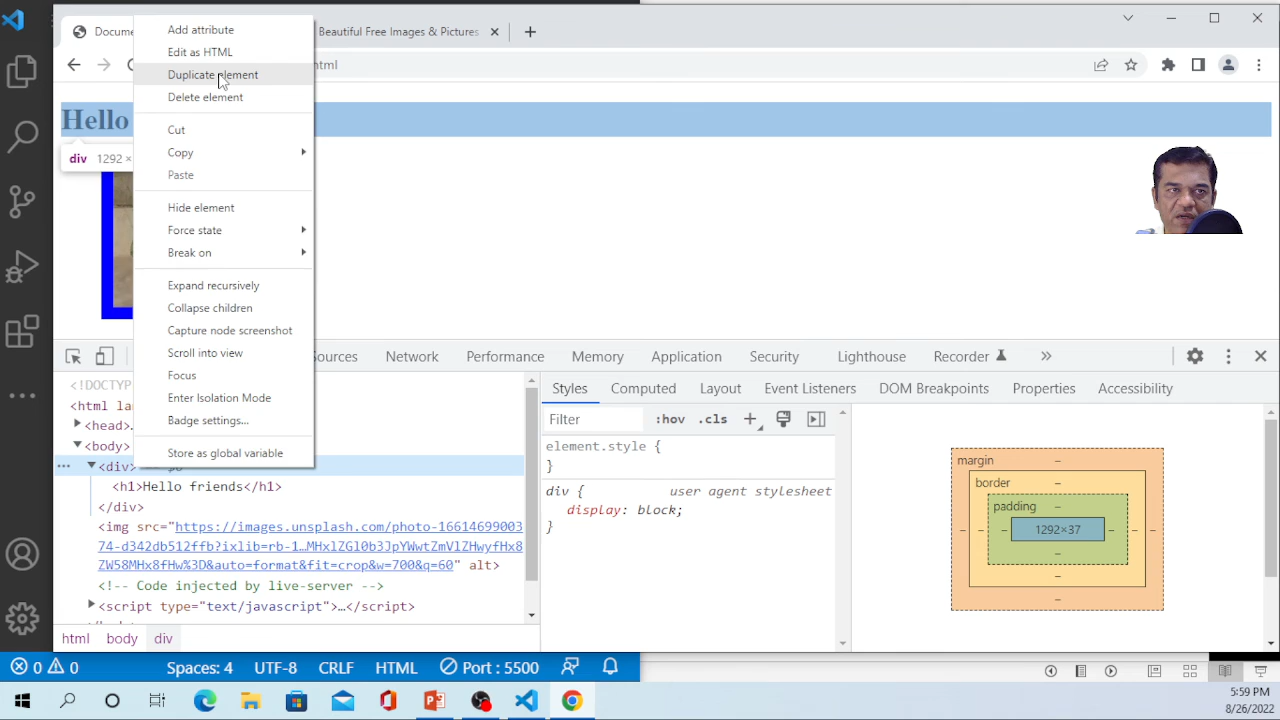 Docume
Beautiful Free Images & Pictures
html
Add attribute
Edit as HTML
Duplicate element
Delete element
Cut
Copy
Paste
Hide element
Force state
Break on
Expand recursively
Collapse children
Capture node screenshot
Scroll into view
Focus
Enter Isolation Mode
Badge settings...
Store as global variable
Hello
div 1292 ×
Sources
Network
Performance
Memory
Application
Security
Lighthouse
Recorder
<!DOCTYP
<html la
<head>…
<body>
<div> == $0
<h1>Hello friends</h1>
</div>
<img src="https://images.unsplash.com/photo-16614699003
74-d342db512ffb?ixlib=rb-1…MHxlZGl0b3JpYWwtZmVlZHwyfHx8
ZW58MHx8fHw%3D&auto=format&fit=crop&w=700&q=60" alt>
<!-- Code injected by live-server -->
<script type="text/javascript">…</script>
html body div
Styles
Computed
Layout
Event Listeners
DOM Breakpoints
Properties
Accessibility
Filter
:hov .cls
element.style {
}
div { user agent stylesheet
display: block;
}
margin
border
padding
1292×37
0 0
Spaces: 4
UTF-8
CRLF
HTML
Port : 5500
5:59 PM
8/26/2022